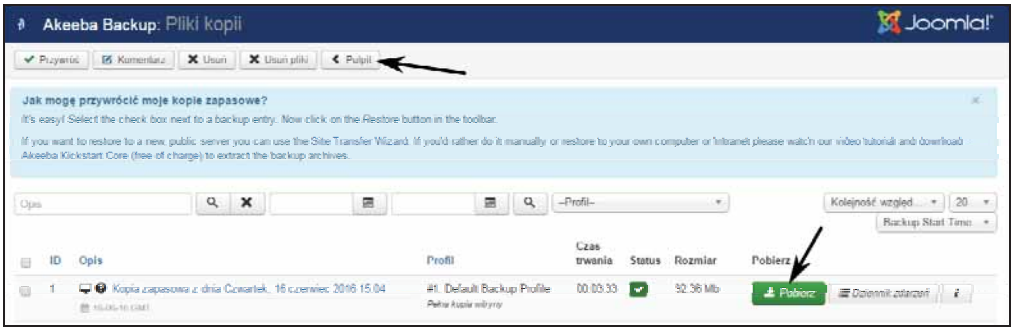 Akeeba Backup: Pliki kopii
Joomla!
Przywróć Komentarz Usuń Usuń pliki Pulpit
Jak mogę przywrócić moje kopie zapasowe?
It's easy! Select the check box next to a backup entry. Now click on the Restore button in the toolbar.
If you want to restore to a new, public server you can use the Site Transfer Wizard. If you'd rather do it manually or restore to your own computer or Intranet please watch our video tutorial and download
Akeeba Kickstart Core (free of charge) to extract the backup archives.
Opis –Profil– Kolejność względ... 20
Backup Start Time
ID Opis Profil Czas trwania Status Rozmiar Pobierz
1 Kopia zapasowa z dnia Czwartek, 16 czerwiec 2016 15:04 #1. Default Backup Profile 00:03:33 92.36 Mb Pobierz Dziennik zdarzeń i
Pełna kopia witryny